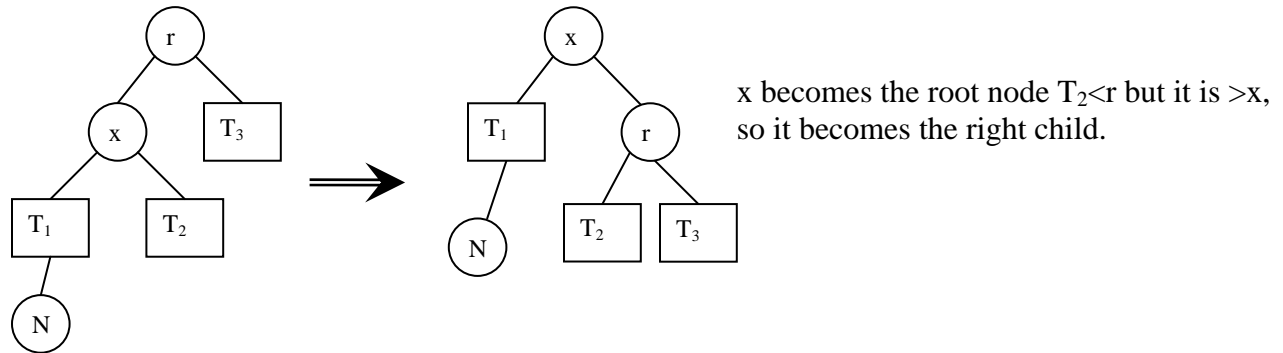 r
x
x becomes the root node T₂<r but it is >x,
x
T₃
T₁
r
so it becomes the right child.
T₁
T₂
T₂
T₃
N
N